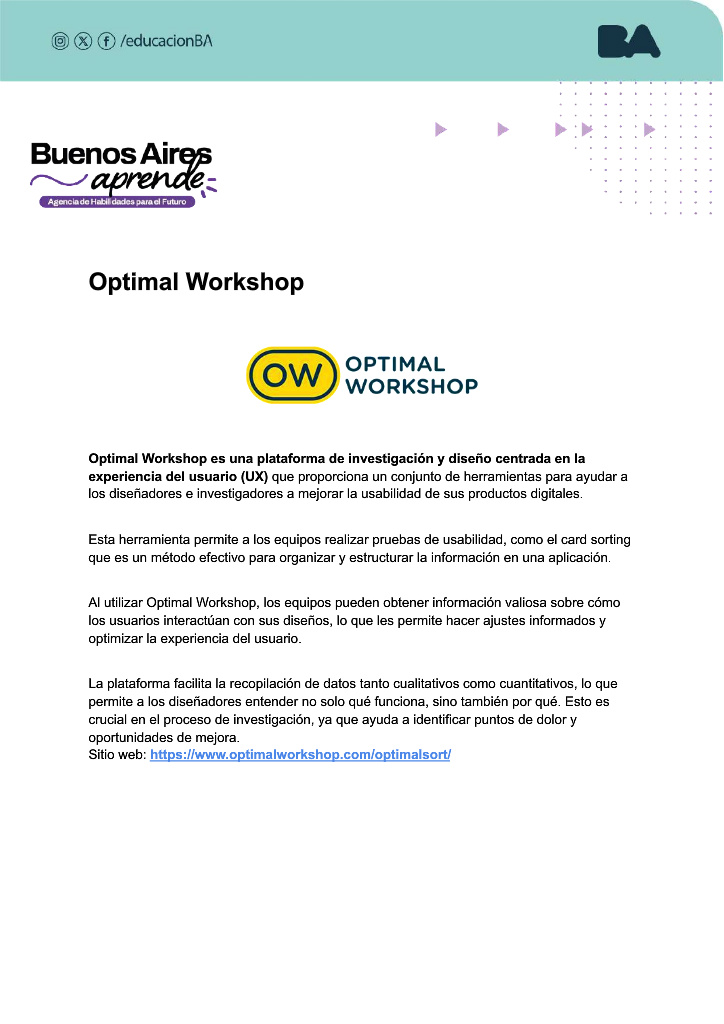 /educacionBA
BA
Buenos Aires
aprende
Agencia de Habilidades para el Futuro
Optimal Workshop
OW
OPTIMAL
WORKSHOP
Optimal Workshop es una plataforma de investigación y diseño centrada en la
experiencia del usuario (UX) que proporciona un conjunto de herramientas para ayudar a
los diseñadores e investigadores a mejorar la usabilidad de sus productos digitales.
Esta herramienta permite a los equipos realizar pruebas de usabilidad, como el card sorting
que es un método efectivo para organizar y estructurar la información en una aplicación.
Al utilizar Optimal Workshop, los equipos pueden obtener información valiosa sobre cómo
los usuarios interactúan con sus diseños, lo que les permite hacer ajustes informados y
optimizar la experiencia del usuario.
La plataforma facilita la recopilación de datos tanto cualitativos como cuantitativos, lo que
permite a los diseñadores entender no solo qué funciona, sino también por qué. Esto es
crucial en el proceso de investigación, ya que ayuda a identificar puntos de dolor y
oportunidades de mejora.
Sitio web: https://www.optimalworkshop.com/optimalsort/